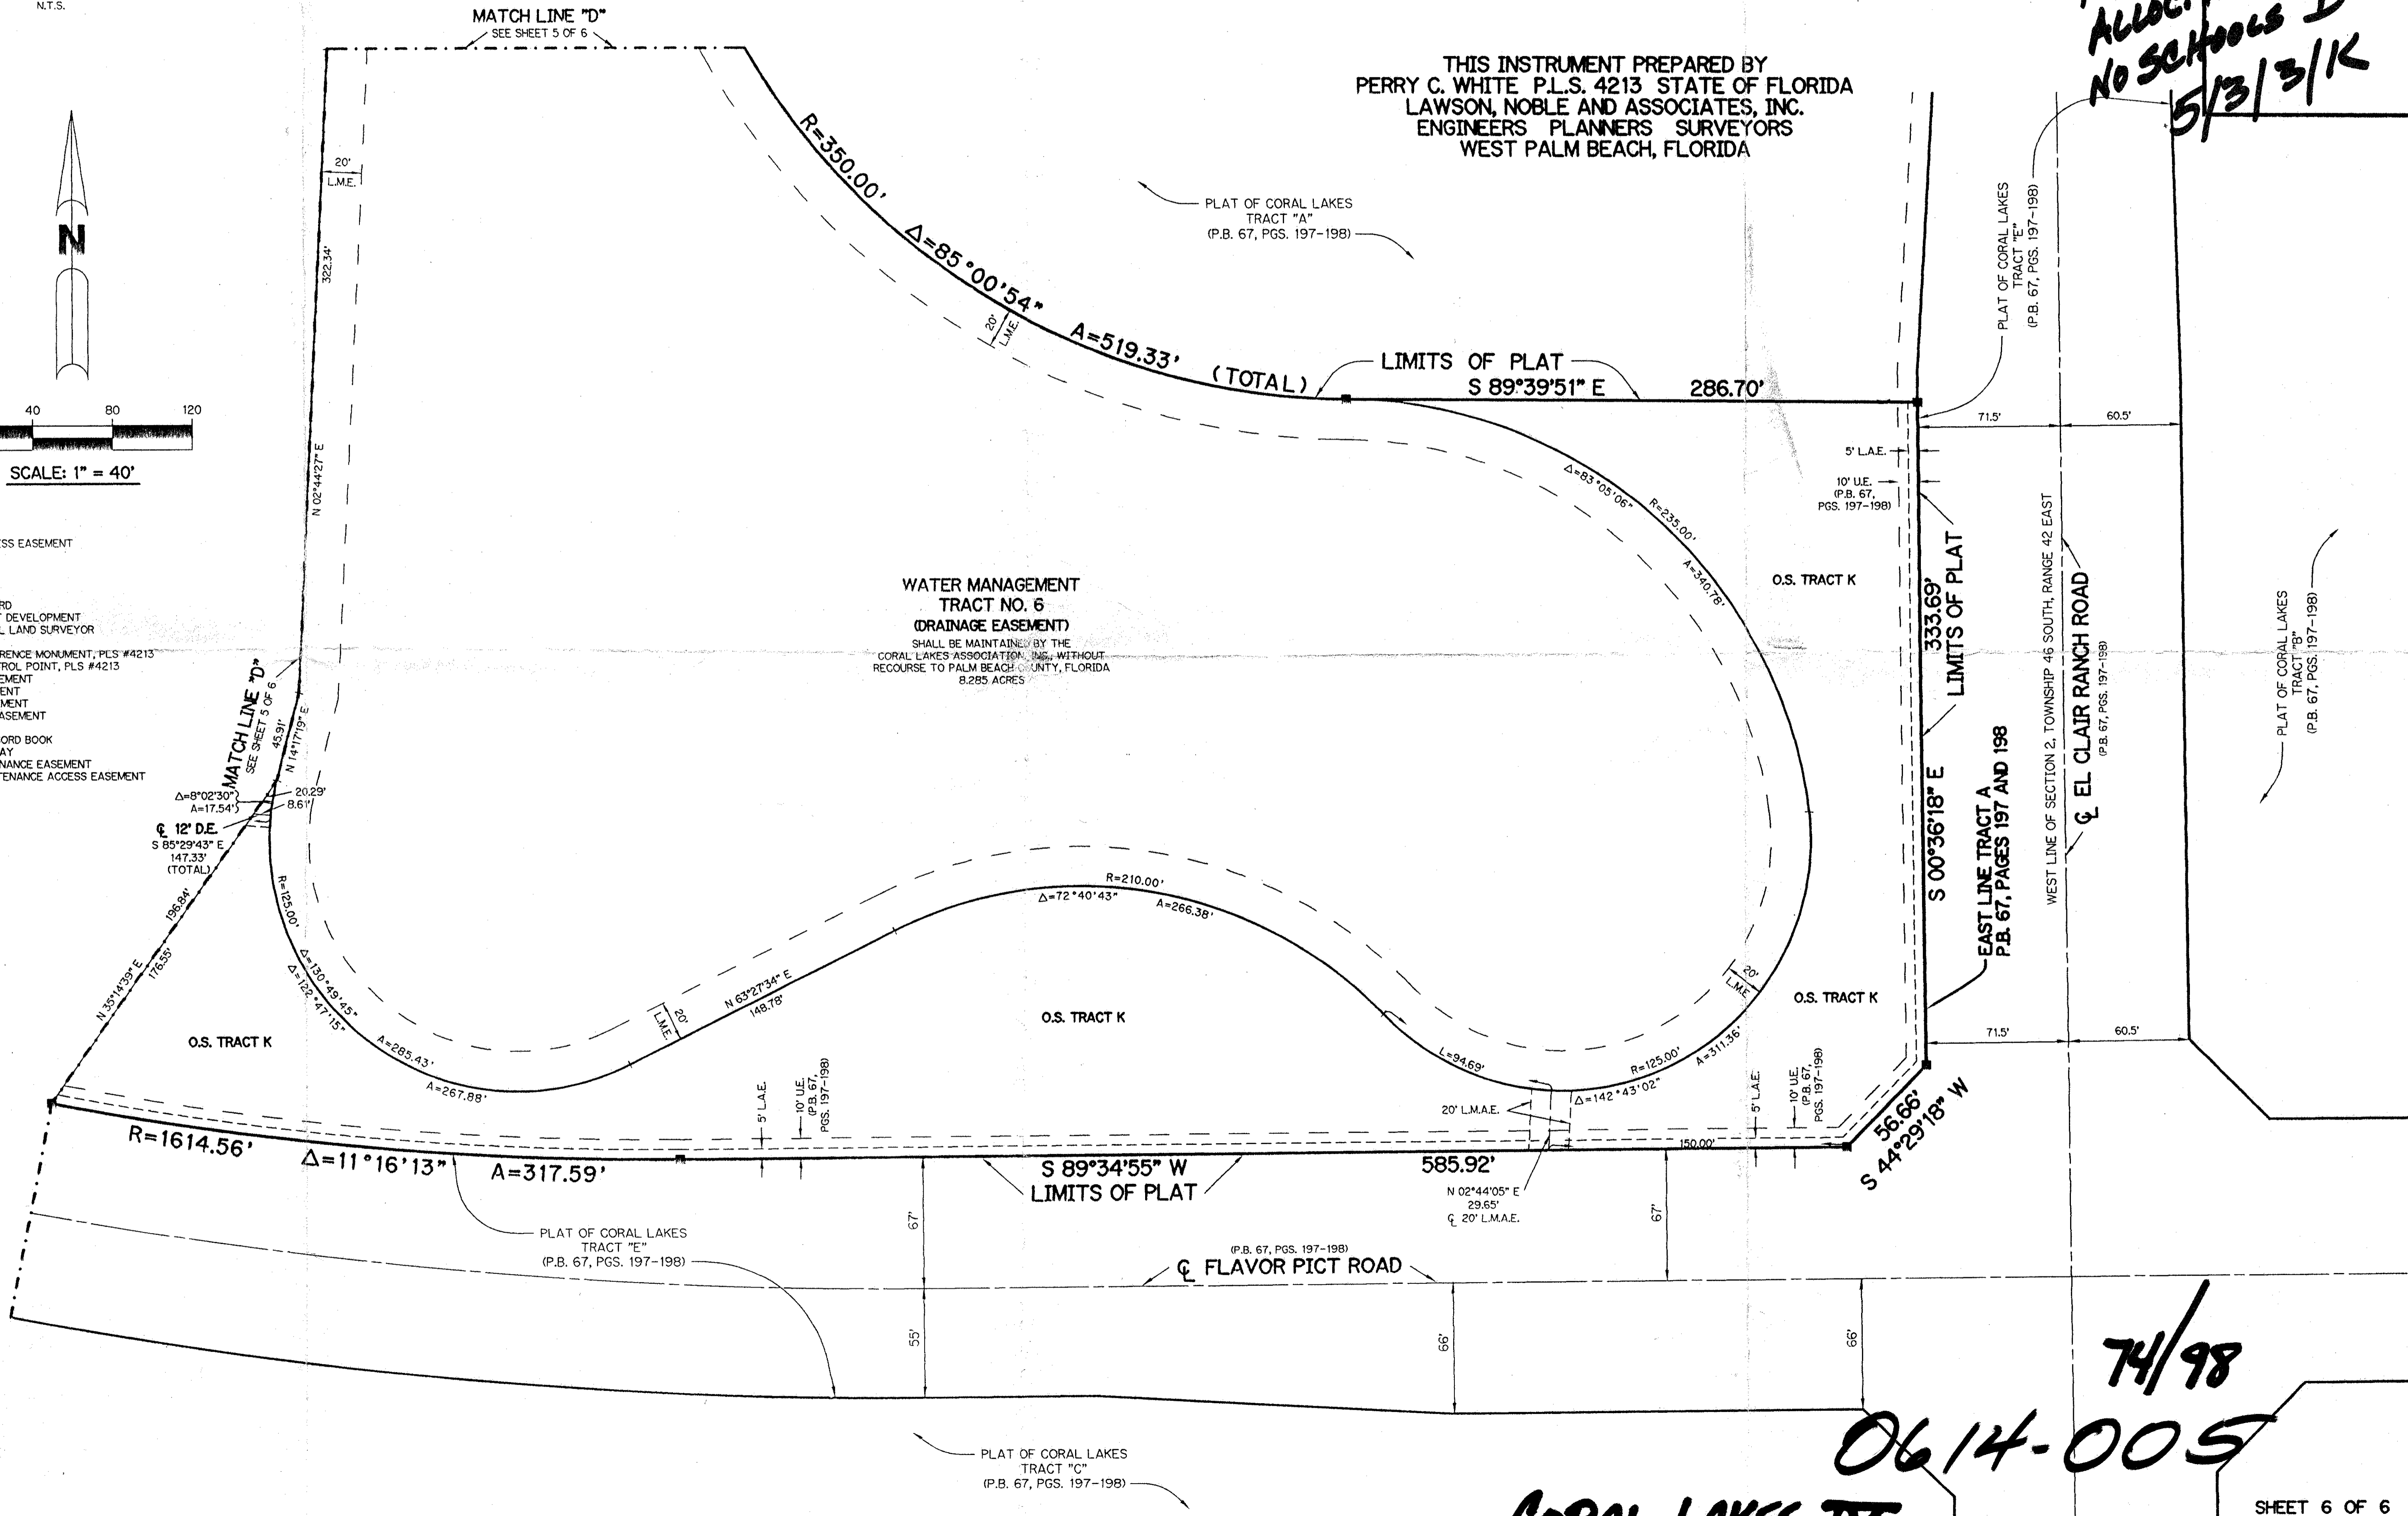 N.T.S.
MATCH LINE "D"
SEE SHEET 5 OF 6
NO SCHOOLS
5/3/3/K
THIS INSTRUMENT PREPARED BY
PERRY C. WHITE P.L.S. 4213 STATE OF FLORIDA
LAWSON, NOBLE AND ASSOCIATES, INC.
ENGINEERS PLANNERS SURVEYORS
WEST PALM BEACH, FLORIDA
20'
L.M.E.
322.34'
N 02°44'27" E
R=350.00'
Δ=85°00'54"
A=519.33'
(TOTAL)
20'
L.M.E.
PLAT OF CORAL LAKES
TRACT "A"
(P.B. 67, PGS. 197-198)
LIMITS OF PLAT
S 89°39'51" E 286.70'
PLAT OF CORAL LAKES
TRACT "E"
(P.B. 67, PGS. 197-198)
71.5'
60.5'
N
40 80 120
SCALE: 1" = 40'
SS EASEMENT
RD
T DEVELOPMENT
L LAND SURVEYOR
RENCE MONUMENT, PLS #4213
TROL POINT, PLS #4213
EMENT
ENT
MENT
ASEMENT
ORD BOOK
AY
NANCE EASEMENT
TENANCE ACCESS EASEMENT
5' L.A.E.
10' U.E.
(P.B. 67,
PGS. 197-198)
Δ=83°05'06"
R=235.00'
A=340.78'
O.S. TRACT K
WATER MANAGEMENT
TRACT NO. 6
(DRAINAGE EASEMENT)
SHALL BE MAINTAINED BY THE
CORAL LAKES ASSOCIATION, INC., WITHOUT
RECOURSE TO PALM BEACH COUNTY, FLORIDA
8.285 ACRES
333.69'
LIMITS OF PLAT
S 00°36'18" E
EAST LINE TRACT A
P.B. 67, PAGES 197 AND 198
WEST LINE OF SECTION 2, TOWNSHIP 46 SOUTH, RANGE 42 EAST
℄ EL CLAIR RANCH ROAD
(P.B. 67, PGS. 197-198)
PLAT OF CORAL LAKES
TRACT "B"
(P.B. 67, PGS. 197-198)
MATCH LINE "D"
SEE SHEET 5 OF 6
45.91'
N 14°17'19" E
Δ=8°02'30"
A=17.54'
20.29'
8.61'
℄ 12' D.E.
S 85°29'43" E
147.33'
(TOTAL)
196.84'
N 35°14'39" E
176.55'
R=125.00'
Δ=130°49'45"
Δ=122°47'15"
A=285.43'
A=267.88'
O.S. TRACT K
20'
L.M.E.
N 63°27'34" E
148.78'
R=210.00'
Δ=72°40'43"
A=266.38'
O.S. TRACT K
L=94.69'
R=125.00'
A=311.36'
Δ=142°43'02"
20'
L.M.E.
O.S. TRACT K
71.5'
60.5'
5' L.A.E.
10' U.E.
(P.B. 67,
PGS. 197-198)
20' L.M.A.E.
5' L.A.E.
10' U.E.
(P.B. 67,
PGS. 197-198)
150.00'
56.66'
S 44°29'18" W
R=1614.56'
Δ=11°16'13"
A=317.59'
S 89°34'55" W 585.92'
LIMITS OF PLAT
N 02°44'05" E
29.65'
℄ 20' L.M.A.E.
67'
67'
PLAT OF CORAL LAKES
TRACT "E"
(P.B. 67, PGS. 197-198)
(P.B. 67, PGS. 197-198)
℄ FLAVOR PICT ROAD
55'
66'
66'
74/98
0614-005
PLAT OF CORAL LAKES
TRACT "C"
(P.B. 67, PGS. 197-198)
CORAL LAKES
SHEET 6 OF 6